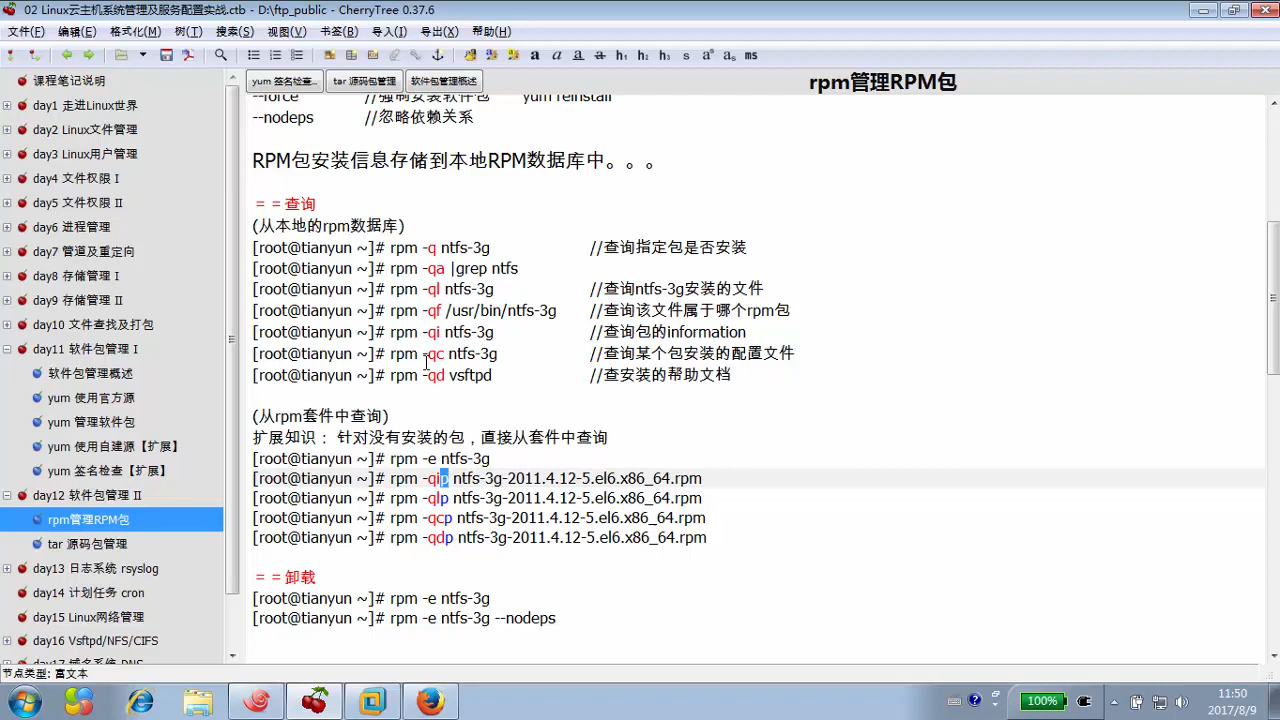 02 Linux云主机系统管理及服务配置实战.ctb - D:\ftp_public - CherryTree 0.37.6
文件(F) 编辑(E) 格式化(M) 树(T) 搜索(S) 视图(V) 书签(B) 导入(I) 导出(X) 帮助(H)
a a a a h₁ h₂ h₃ s aˢ aₛ ms
课程笔记说明
day1 走进Linux世界
day2 Linux文件管理
day3 Linux用户管理
day4 文件权限 I
day5 文件权限 II
day6 进程管理
day7 管道及重定向
day8 存储管理 I
day9 存储管理 II
day10 文件查找及打包
day11 软件包管理 I
软件包管理概述
yum 使用官方源
yum 管理软件包
yum 使用自建源【扩展】
yum 签名检查【扩展】
day12 软件包管理 II
rpm管理RPM包
tar 源码包管理
day13 日志系统 rsyslog
day14 计划任务 cron
day15 Linux网络管理
day16 Vsftpd/NFS/CIFS
day17 域名系统 DNS
yum 签名检查... tar 源码包管理 软件包管理概述
rpm管理RPM包
--force //强制安装软件包 yum reinstall
--nodeps //忽略依赖关系
RPM包安装信息存储到本地RPM数据库中。。。
==查询
(从本地的rpm数据库)
[root@tianyun ~]# rpm -q ntfs-3g //查询指定包是否安装
[root@tianyun ~]# rpm -qa |grep ntfs
[root@tianyun ~]# rpm -ql ntfs-3g //查询ntfs-3g安装的文件
[root@tianyun ~]# rpm -qf /usr/bin/ntfs-3g //查询该文件属于哪个rpm包
[root@tianyun ~]# rpm -qi ntfs-3g //查询包的information
[root@tianyun ~]# rpm -qc ntfs-3g //查询某个包安装的配置文件
[root@tianyun ~]# rpm -qd vsftpd //查安装的帮助文档
(从rpm套件中查询)
扩展知识： 针对没有安装的包，直接从套件中查询
[root@tianyun ~]# rpm -e ntfs-3g
[root@tianyun ~]# rpm -qip ntfs-3g-2011.4.12-5.el6.x86_64.rpm
[root@tianyun ~]# rpm -qlp ntfs-3g-2011.4.12-5.el6.x86_64.rpm
[root@tianyun ~]# rpm -qcp ntfs-3g-2011.4.12-5.el6.x86_64.rpm
[root@tianyun ~]# rpm -qdp ntfs-3g-2011.4.12-5.el6.x86_64.rpm
==卸载
[root@tianyun ~]# rpm -e ntfs-3g
[root@tianyun ~]# rpm -e ntfs-3g --nodeps
节点类型: 富文本
100%
11:50
2017/8/9